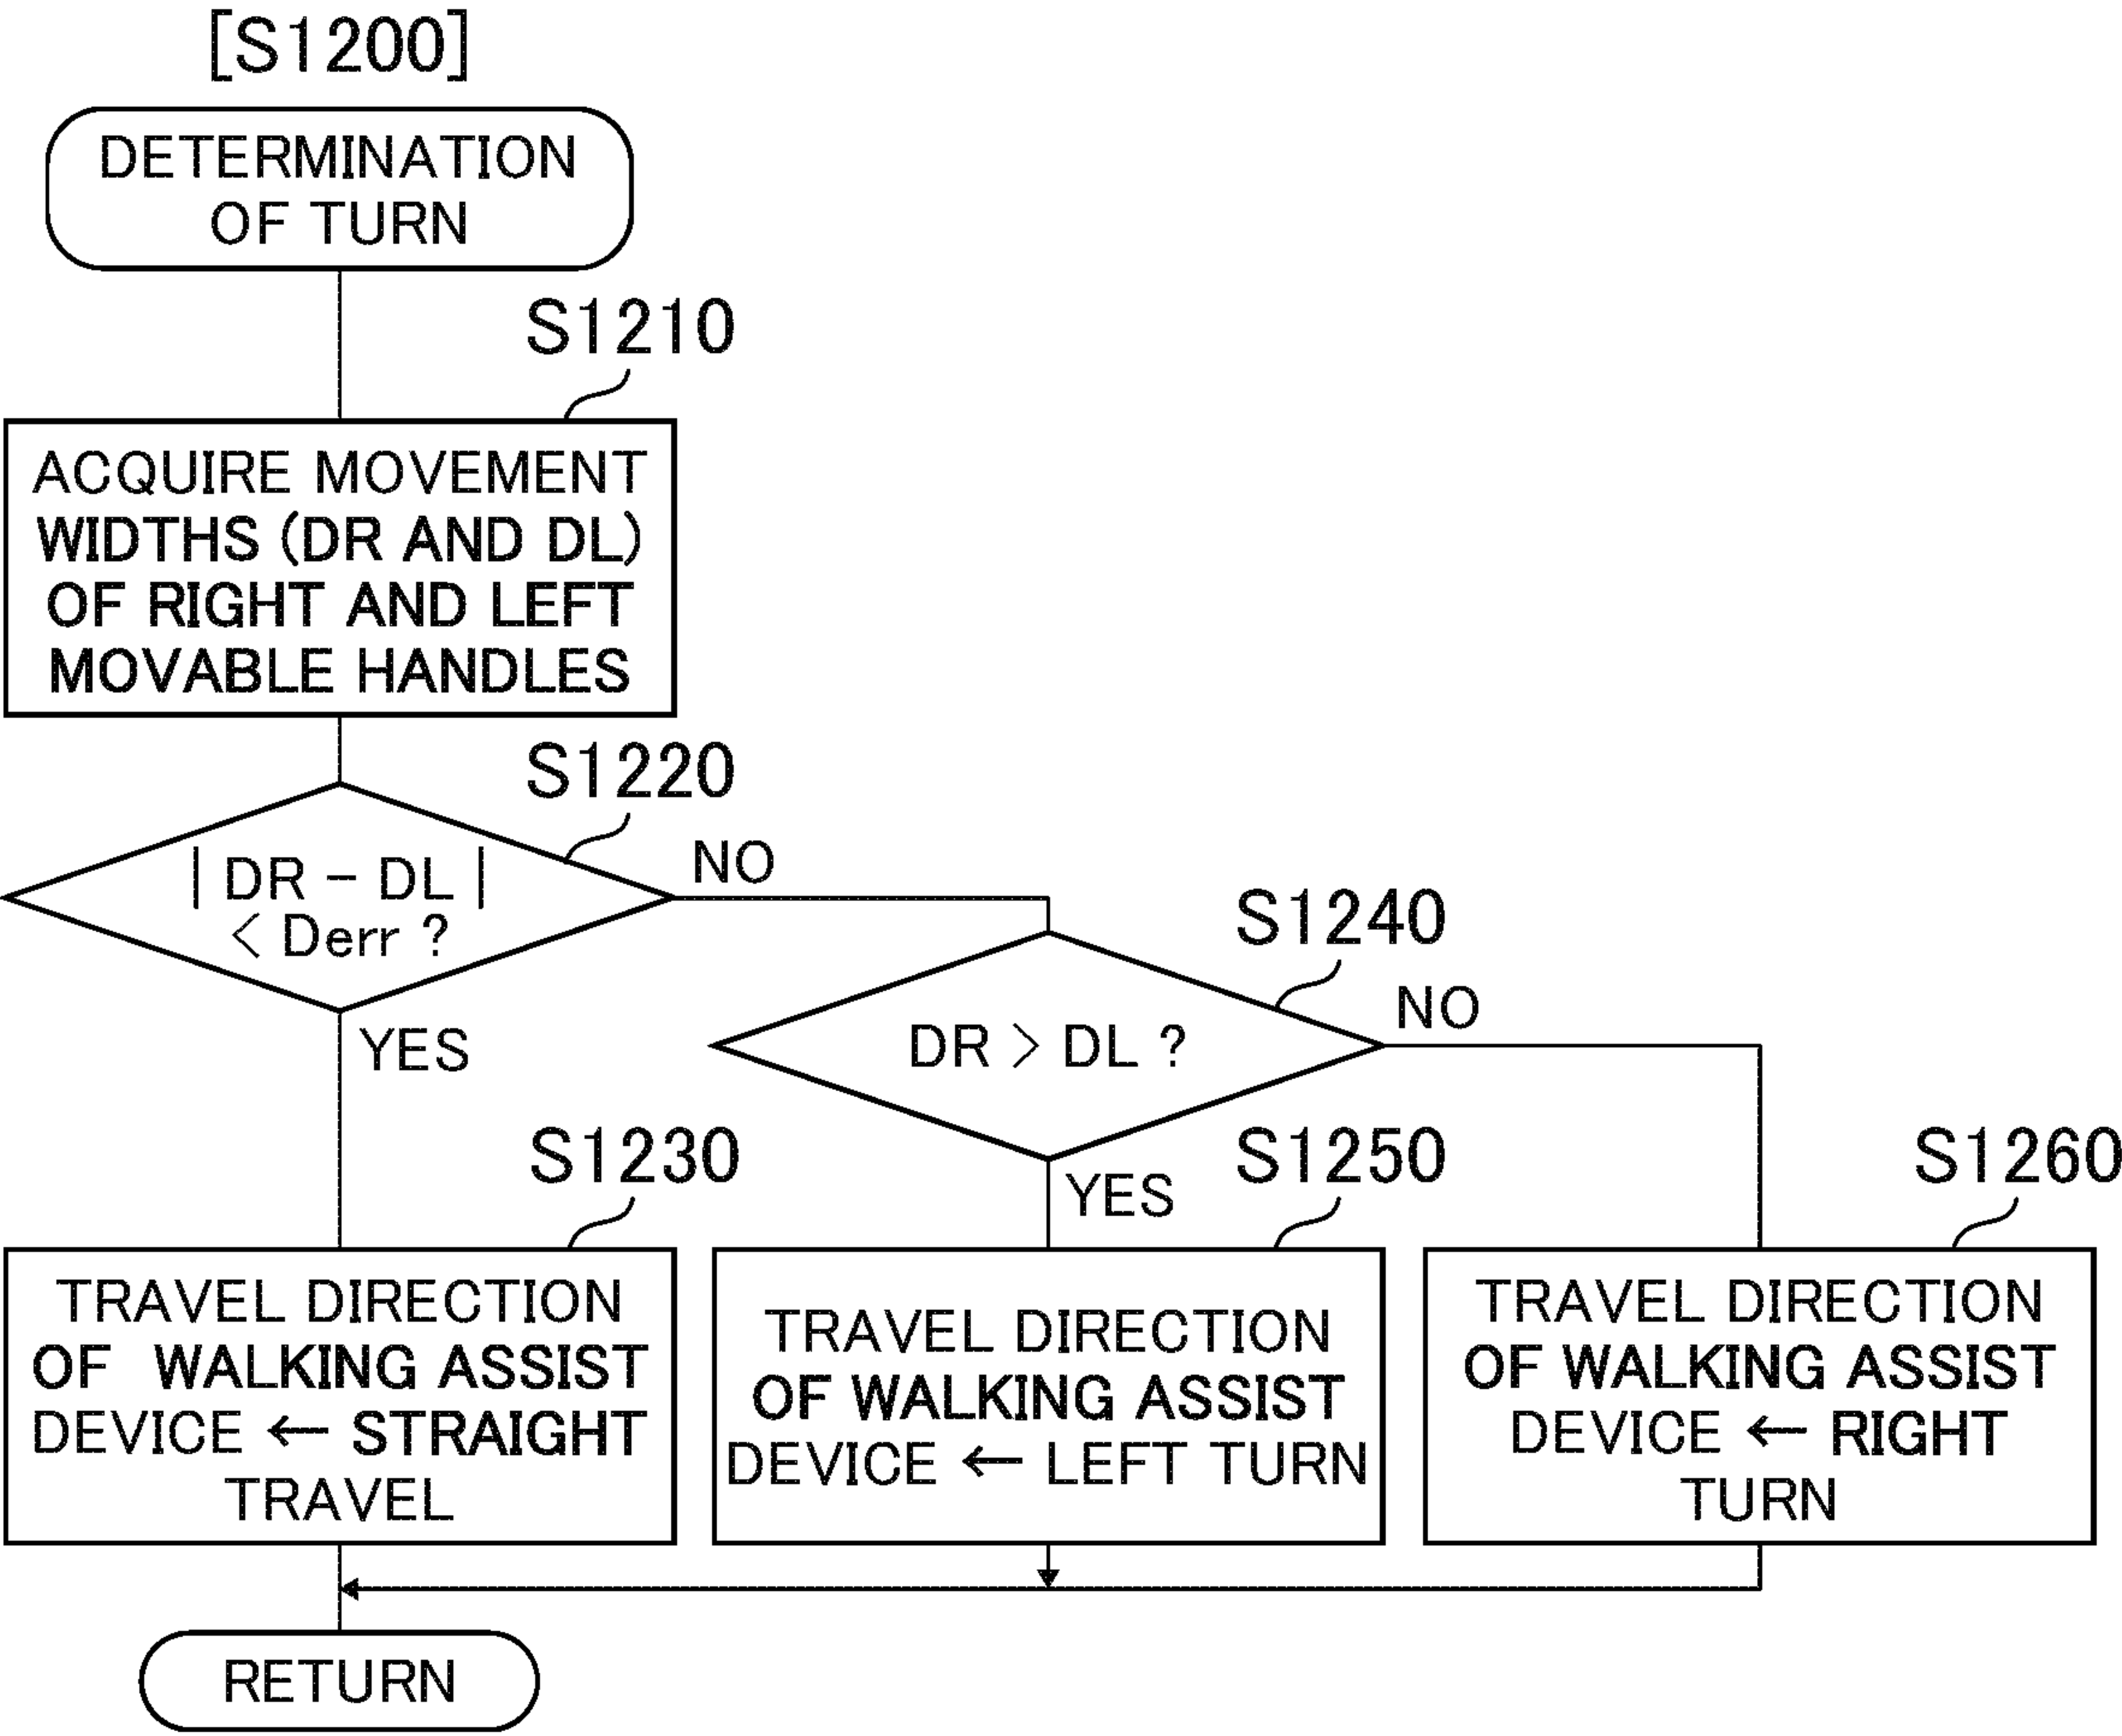 [S1200]
DETERMINATION
OF TURN
S1210
ACQUIRE MOVEMENT
WIDTHS (DR AND DL)
OF RIGHT AND LEFT
MOVABLE HANDLES
S1220
| DR − DL |
< Derr ?
NO
YES
S1240
DR > DL ?
NO
YES
S1230
TRAVEL DIRECTION
OF WALKING ASSIST
DEVICE ← STRAIGHT
TRAVEL
S1250
TRAVEL DIRECTION
OF WALKING ASSIST
DEVICE ← LEFT TURN
S1260
TRAVEL DIRECTION
OF WALKING ASSIST
DEVICE ← RIGHT
TURN
RETURN